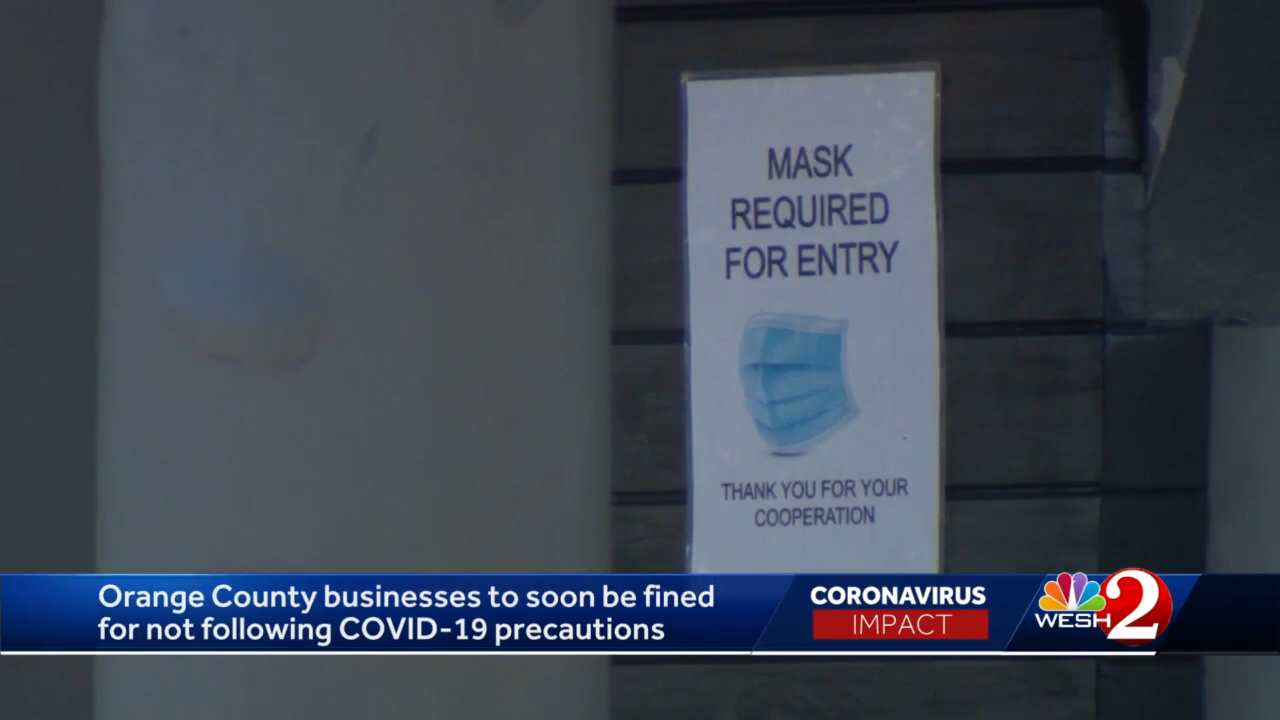 MASK
REQUIRED
FOR ENTRY
THANK YOU FOR YOUR
COOPERATION
Orange County businesses to soon be fined
for not following COVID-19 precautions
CORONAVIRUS
IMPACT
WESH 2